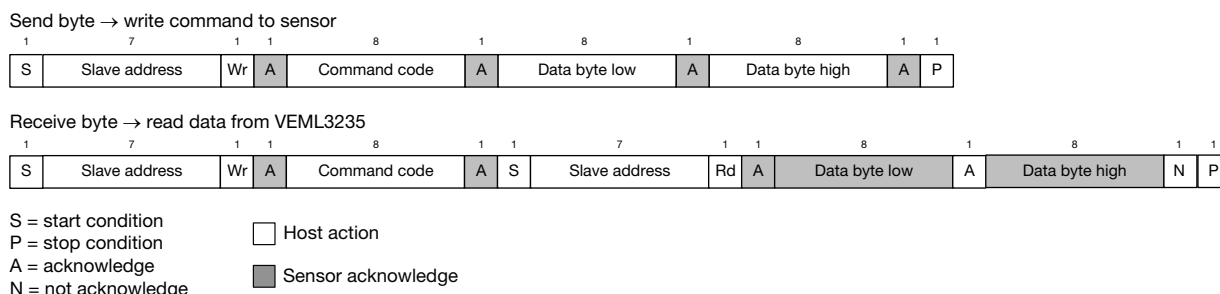 Send byte → write command to sensor
1 7 1 1 8 1 8 1 8 1 1
S Slave address Wr A Command code A Data byte low A Data byte high A P
Receive byte → read data from VEML3235
1 7 1 1 8 1 1 7 1 1 8 1 8 1 1
S Slave address Wr A Command code A S Slave address Rd A Data byte low A Data byte high N P
S = start condition
P = stop condition
A = acknowledge
N = not acknowledge
Host action
Sensor acknowledge